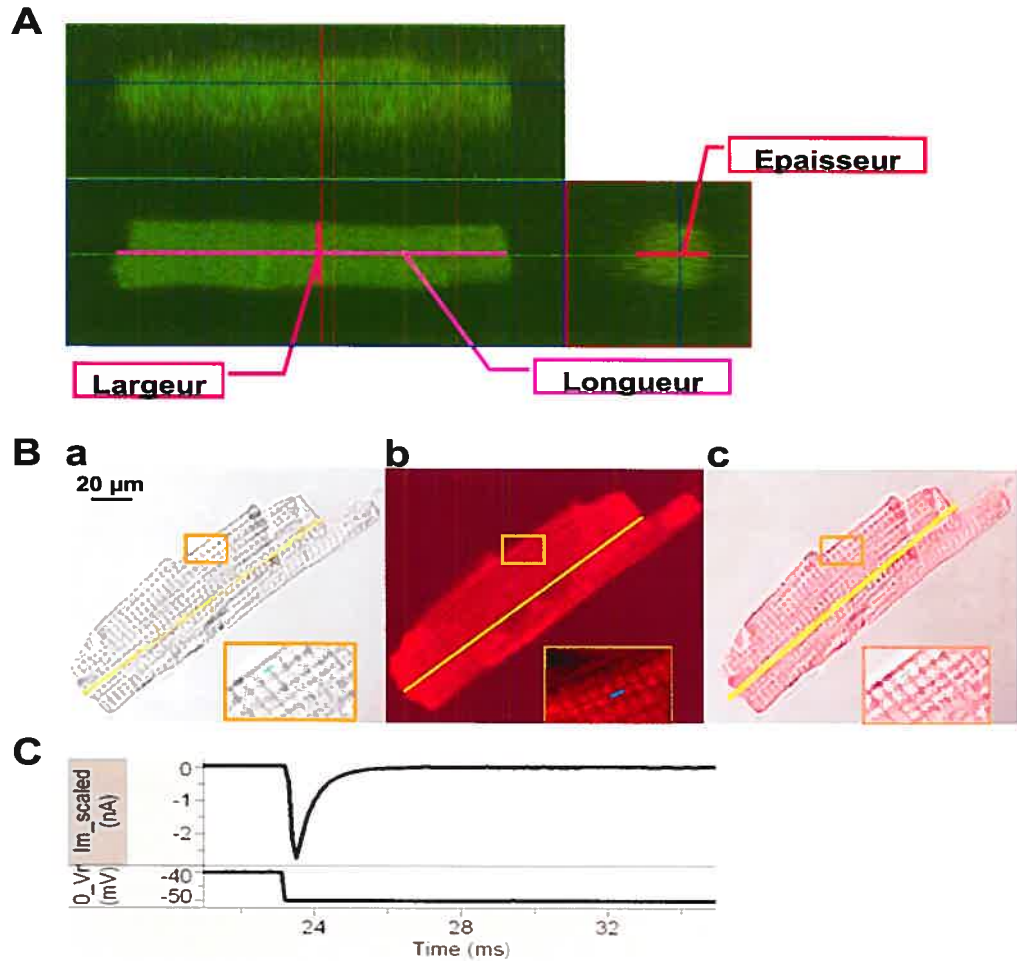 A
Epaisseur
Largeur
Longueur
B a b c
20 µm
C
Im_scaled
(nA)
0
-1
-2
0_Vr
(mV)
-40
-50
24 28 32
Time (ms)